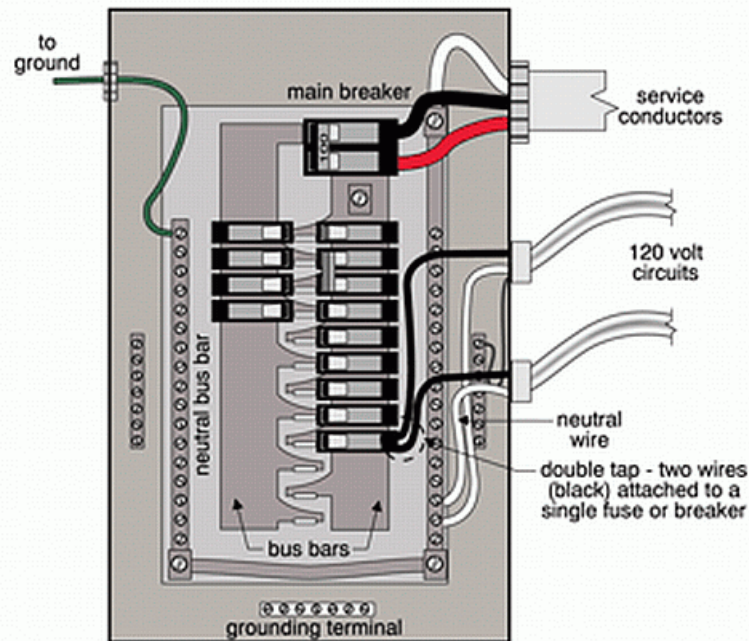 to
ground
main breaker
service
conductors
100
120 volt
circuits
neutral bus bar
neutral
wire
double tap - two wires
(black) attached to a
single fuse or breaker
bus bars
grounding terminal